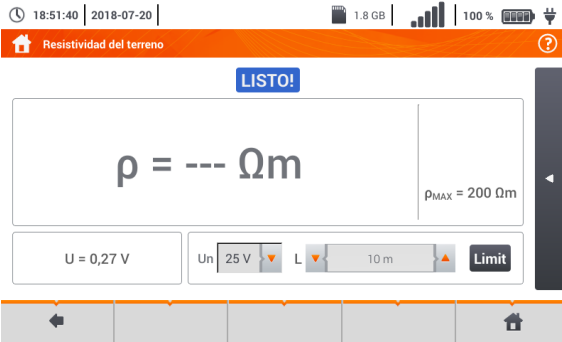 18:51:40 2018-07-20 1.8 GB 100 %
Resistividad del terreno ?
LISTO!
ρ = --- Ωm
ρMAX = 200 Ωm
U = 0,27 V Un 25 V L 10 m Limit